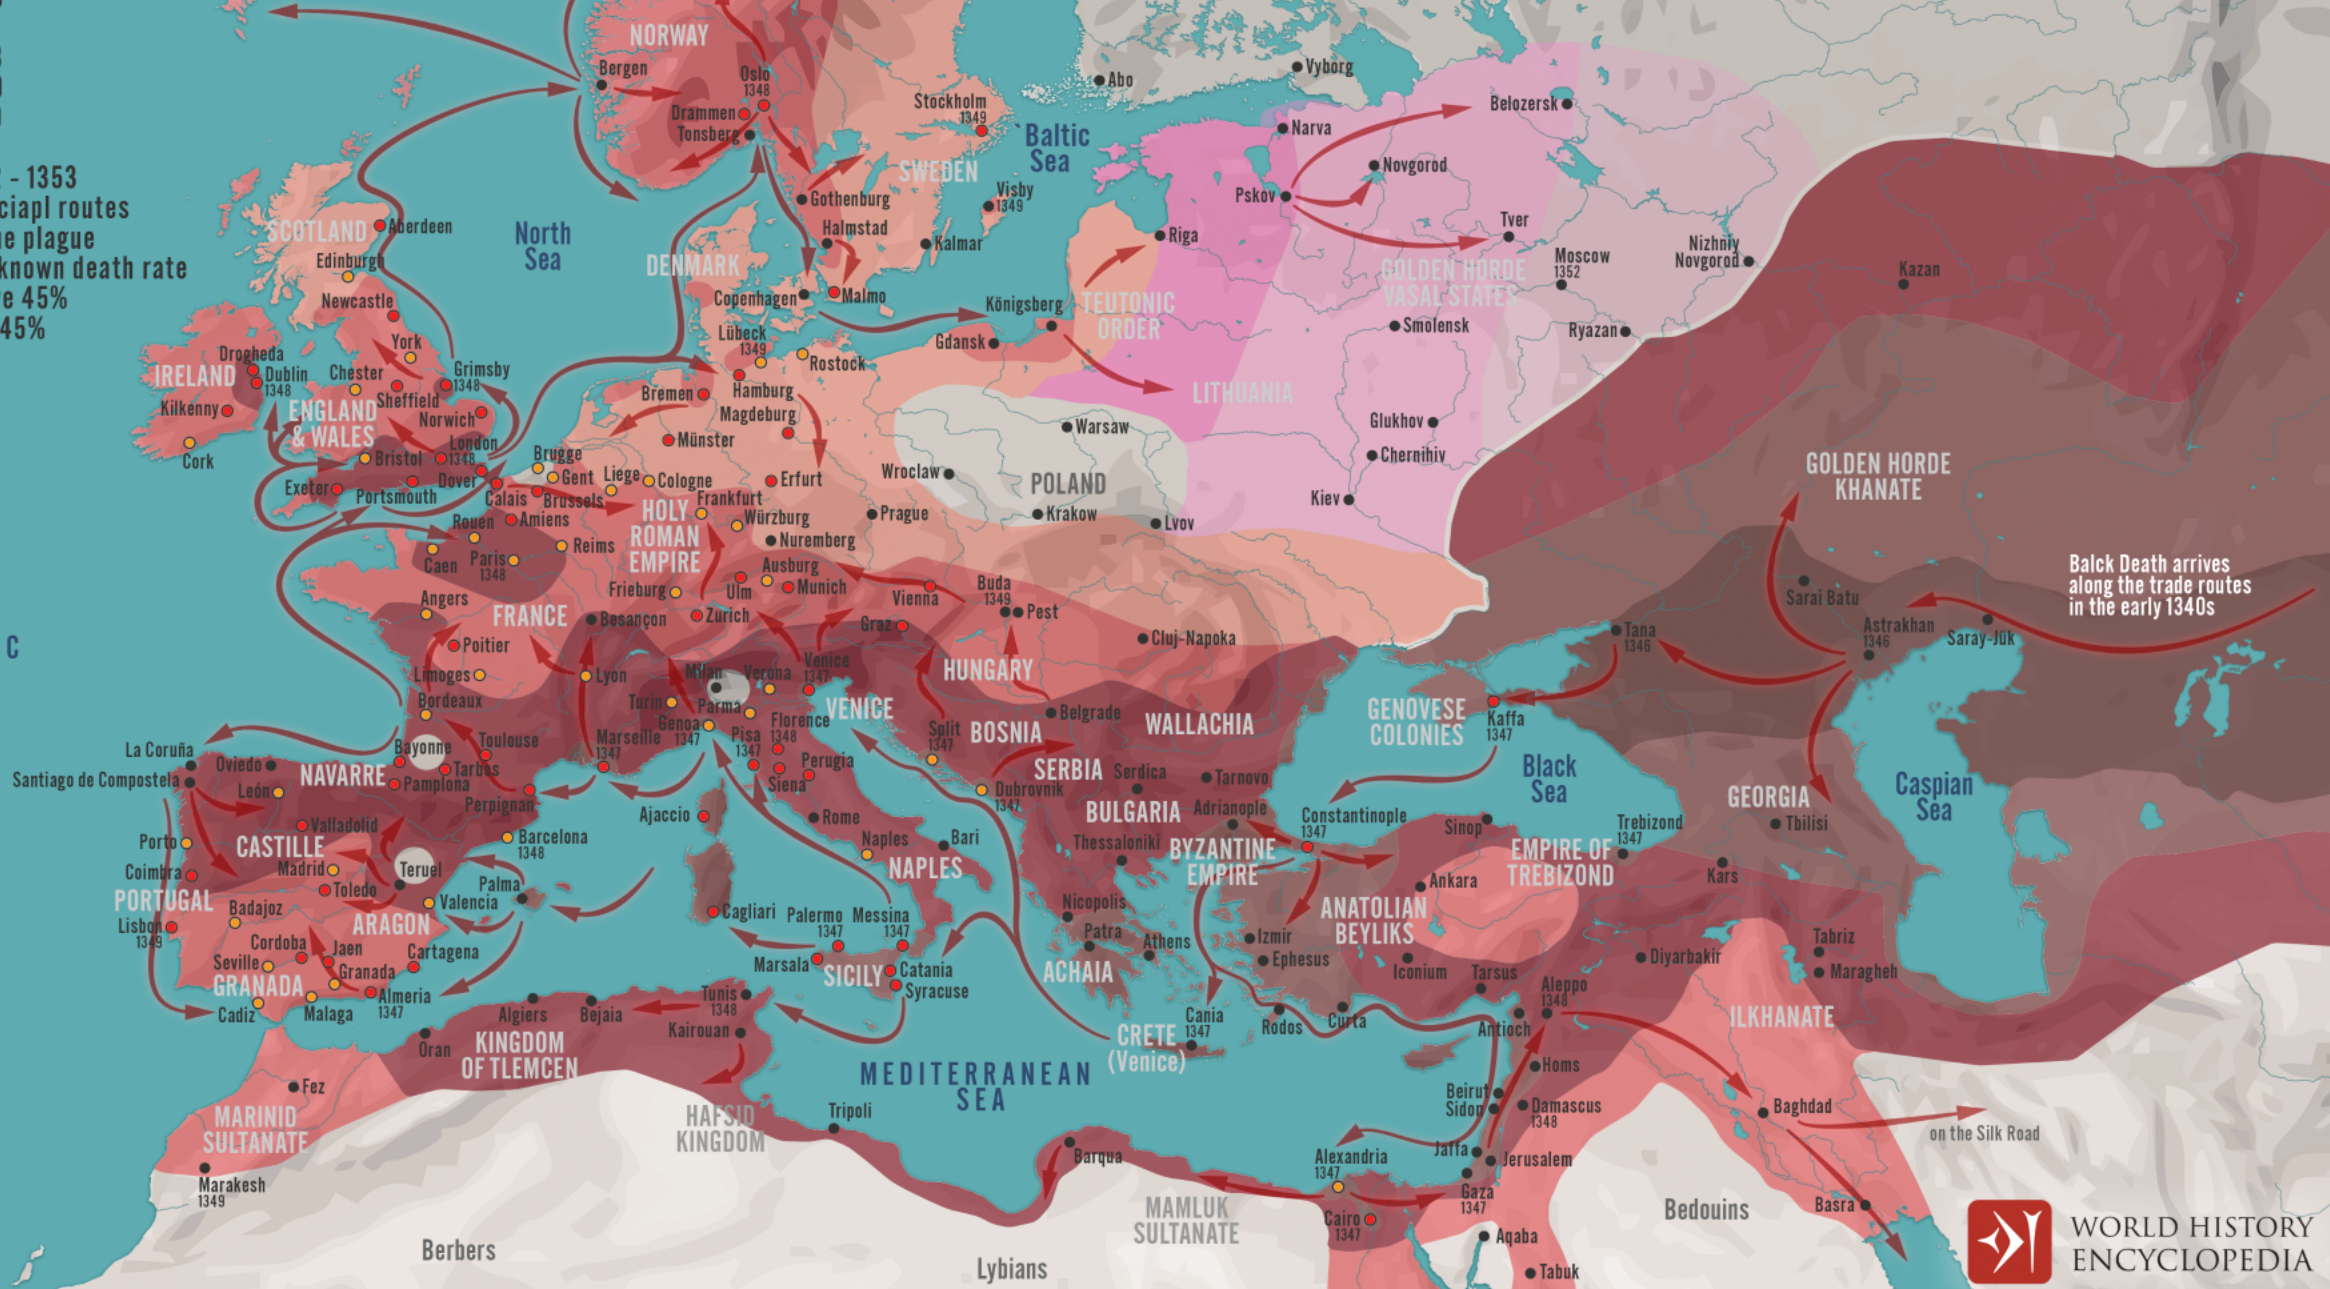 - 1353
ciapl routes
e plague
known death rate
e 45%
45%
C
NORWAY
Bergen
Oslo
1348
Drammen
Tonsberg
Stockholm
1349
SWEDEN
Baltic
Sea
Visby
1349
Gothenburg
Halmstad
Kalmar
Malmo
DENMARK
Copenhagen
North
Sea
Abo
Vyborg
Narva
Belozersk
Novgorod
Pskov
Tver
Riga
Moscow
1352
Nizhniy
Novgorod
Kazan
GOLDEN HORDE
VASAL STATES
Smolensk
Ryazan
Königsberg
TEUTONIC
ORDER
Gdansk
LITHUANIA
Glukhov
Chernihiv
Kiev
SCOTLAND
Aberdeen
Edinburgh
Newcastle
York
Drogheda
Dublin
1348
IRELAND
Kilkenny
Cork
Chester
Sheffield
Grimsby
1348
ENGLAND
& WALES
Norwich
London
1348
Bristol
Dover
Exeter
Portsmouth
Lübeck
1349
Rostock
Hamburg
Bremen
Magdeburg
Münster
Brugge
Gent
Liege
Cologne
Erfurt
Calais
Brussels
Frankfurt
Amiens
HOLY
ROMAN
EMPIRE
Würzburg
Nuremberg
Prague
Wroclaw
Warsaw
POLAND
Krakow
Lvov
Rouen
Reims
Caen
Paris
1348
Ausburg
Ulm
Munich
Frieburg
Zurich
Vienna
Buda
1349
Pest
Graz
Cluj-Napoka
Angers
FRANCE
Besançon
Poitier
Limoges
Lyon
Bordeaux
Milan
Verona
Venice
1347
Turin
Parma
Genoa
1347
VENICE
HUNGARY
Belgrade
WALLACHIA
BOSNIA
Split
1347
SERBIA
Serdica
Tarnovo
Dubrovnik
1347
BULGARIA
Adrianople
Thessaloniki
BYZANTINE
EMPIRE
Florence
1348
Pisa
1347
Siena
Perugia
Marseille
1347
Toulouse
Bayonne
Tarbes
Pamplona
Perpignan
NAVARRE
La Coruña
Santiago de Compostela
Oviedo
León
Valladolid
Porto
CASTILLE
Barcelona
1348
Madrid
Teruel
Coimbra
Toledo
PORTUGAL
Valencia
Palma
Badajoz
ARAGON
Lisbon
1349
Cordoba
Jaen
Cartagena
Seville
Granada
GRANADA
Almeria
1347
Cadiz
Malaga
Ajaccio
Rome
Naples
Bari
NAPLES
Cagliari
Palermo
1347
Messina
1347
Marsala
SICILY
Catania
Syracuse
Nicopolis
Patra
Athens
ACHAIA
Cania
1347
CRETE
(Venice)
Rodos
Curta
Izmir
Ephesus
Constantinople
1347
Sinop
Trebizond
1347
EMPIRE OF
TREBIZOND
Ankara
ANATOLIAN
BEYLIKS
Iconium
Tarsus
Kars
Diyarbakir
Aleppo
1348
Antioch
Homs
Beirut
Sidon
Damascus
1348
Jaffa
Jerusalem
Gaza
1347
Alexandria
1347
Cairo
1347
Aqaba
Tabuk
GOLDEN HORDE
KHANATE
Balck Death arrives
along the trade routes
in the early 1340s
Sarai Batu
Astrakhan
1346
Saray-Jük
Tana
1346
GENOVESE
COLONIES
Kaffa
1347
Black
Sea
GEORGIA
Tbilisi
Caspian
Sea
Tabriz
Maragheh
ILKHANATE
Baghdad
on the Silk Road
Basra
Bedouins
MEDITERRANEAN
SEA
Algiers
Bejaia
Tunis
1348
Kairouan
Oran
KINGDOM
OF TLEMCEN
Fez
MARINID
SULTANATE
Marakesh
1349
HAFSID
KINGDOM
Tripoli
Barqua
MAMLUK
SULTANATE
Berbers
Lybians
WORLD HISTORY
ENCYCLOPEDIA